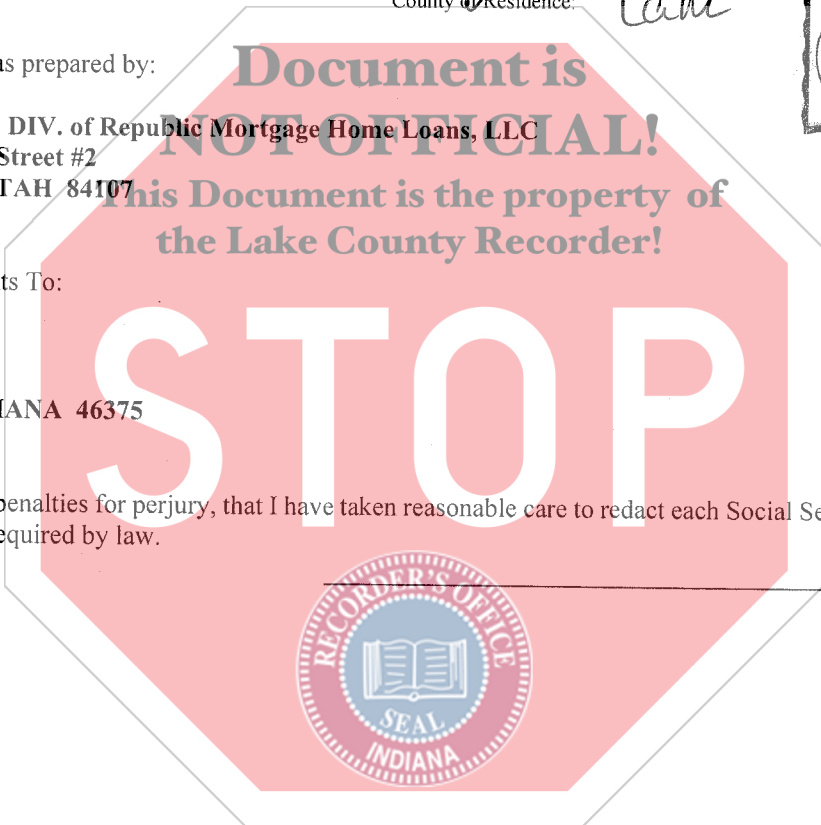 County of Residence: Lake
as prepared by:
Document is
DIV. of Republic Mortgage Home Loans, LLC
NOT OFFICIAL!
Street #2
TAH 84107
This Document is the property of
the Lake County Recorder!
ts To:
STOP
IANA 46375
penalties for perjury, that I have taken reasonable care to redact each Social Se
equired by law.
RECORDER'S OFFICE
SEAL
INDIANA